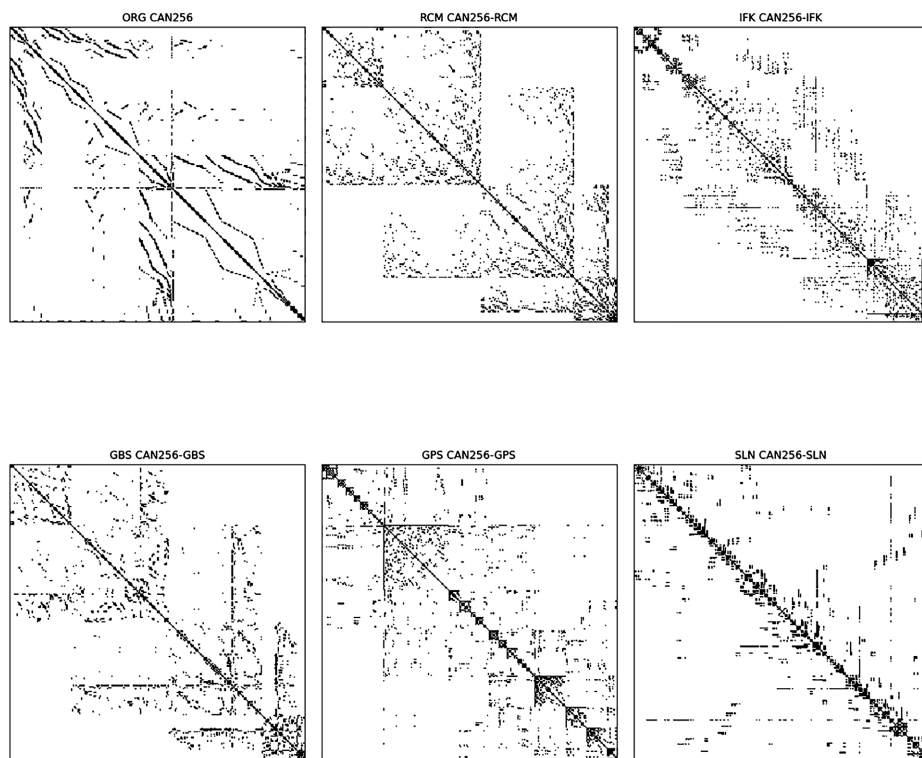 ORG CAN256
RCM CAN256-RCM
IFK CAN256-IFK
GBS CAN256-GBS
GPS CAN256-GPS
SLN CAN256-SLN